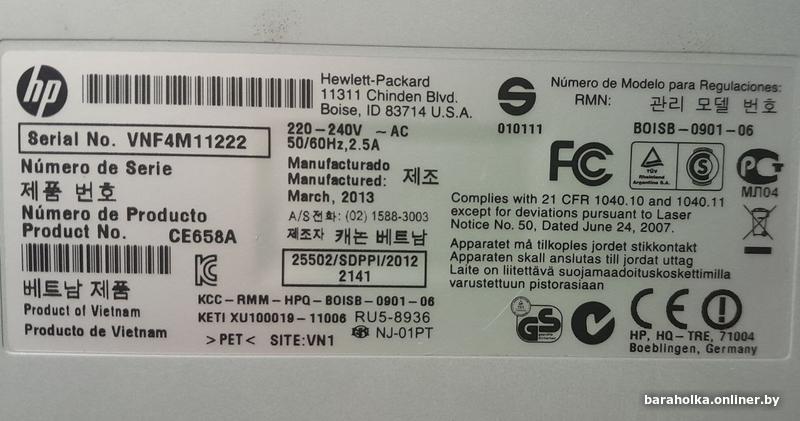 hp
Hewlett-Packard
11311 Chinden Blvd.
Boise, ID 83714 U.S.A.
Serial No. VNF4M11222
Número de Serie
제품 번호
Número de Producto
Product No. CE658A
베트남 제품
Product of Vietnam
Producto de Vietnam
220-240V ~ AC
50/60Hz, 2.5A
Manufacturado
Manufactured: 제조
March, 2013
A/S전화: (02) 1588-3003
제조자 캐논 베트남
25502/SDPPI/2012
2141
KCC-RMM-HPQ-BOISB-0901-06
KETI XU100019-11006 RU5-8936
>PET< SITE:VN1 NJ-01PT
S
010111
Número de Modelo para Regulaciones:
RMN: 관리 모델 번호
BOISB-0901-06
FC
TÜV
Rheinland
Argentina S.A.
S
PG
МЛ04
Complies with 21 CFR 1040.10 and 1040.11
except for deviations pursuant to Laser
Notice No. 50, Dated June 24, 2007.
Apparatet må tilkoples jordet stikkontakt
Apparaten skall anslutas till jordat uttag
Laite on liitettävä suojamaadoituskoskettimilla
varustettuun pistorasiaan
GS
CE
HP, HQ-TRE, 71004
Boeblingen, Germany
baraholka.onliner.by